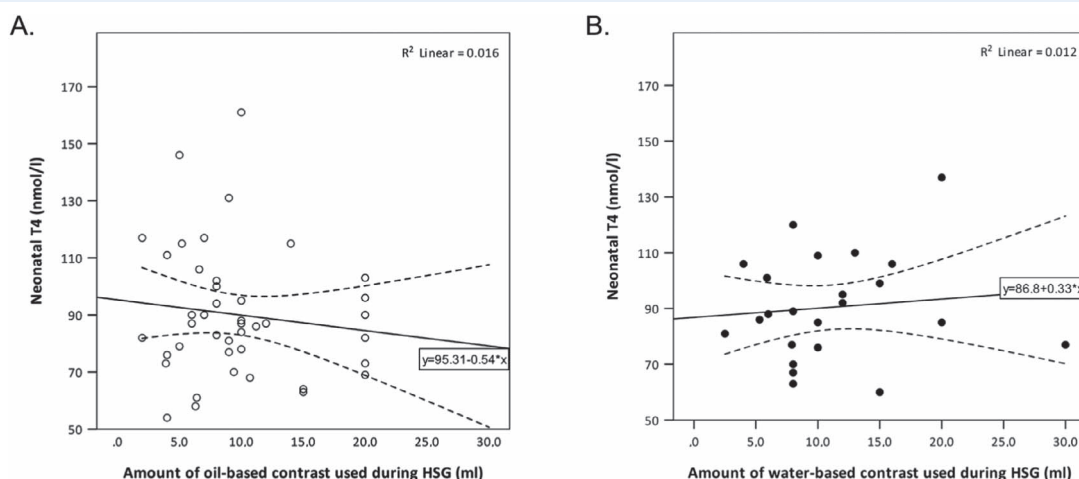 A.
R² Linear = 0.016
170
150
130
110
90
70
50
Neonatal T4 (nmol/l)
y=95.31-0.54*x
.0 5.0 10.0 15.0 20.0 25.0 30.0
Amount of oil-based contrast used during HSG (ml)
B.
R² Linear = 0.012
170
150
130
110
90
70
50
Neonatal T4 (nmol/l)
y=86.8+0.33*x
.0 5.0 10.0 15.0 20.0 25.0 30.0
Amount of water-based contrast used during HSG (ml)